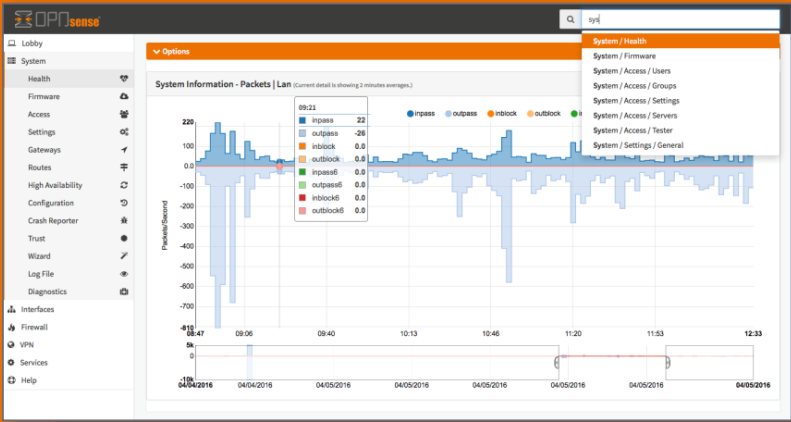 OPNsense
sys
System / Health
System / Firmware
System / Access / Users
System / Access / Groups
System / Access / Settings
System / Access / Servers
System / Access / Tester
System / Settings / General
Lobby
System
Health
Firmware
Access
Settings
Gateways
Routes
High Availability
Configuration
Crash Reporter
Trust
Wizard
Log File
Diagnostics
Interfaces
Firewall
VPN
Services
Help
Options
System Information - Packets | Lan (Current detail is showing 2 minutes averages.)
inpass outpass inblock outblock
09:21
inpass 22
outpass -26
inblock 0.0
outblock 0.0
inpass6 0.0
outpass6 0.0
inblock6 0.0
outblock6 0.0
Packets/Second
220
100
0.0
-100
-200
-300
-400
-500
-600
-700
-810
08:47 09:06 09:40 10:13 10:46 11:20 11:53 12:33
5k
0
-10k
04/04/2016 04/04/2016 04/05/2016 04/05/2016 04/05/2016 04/05/2016 04/05/2016 04/05/2016